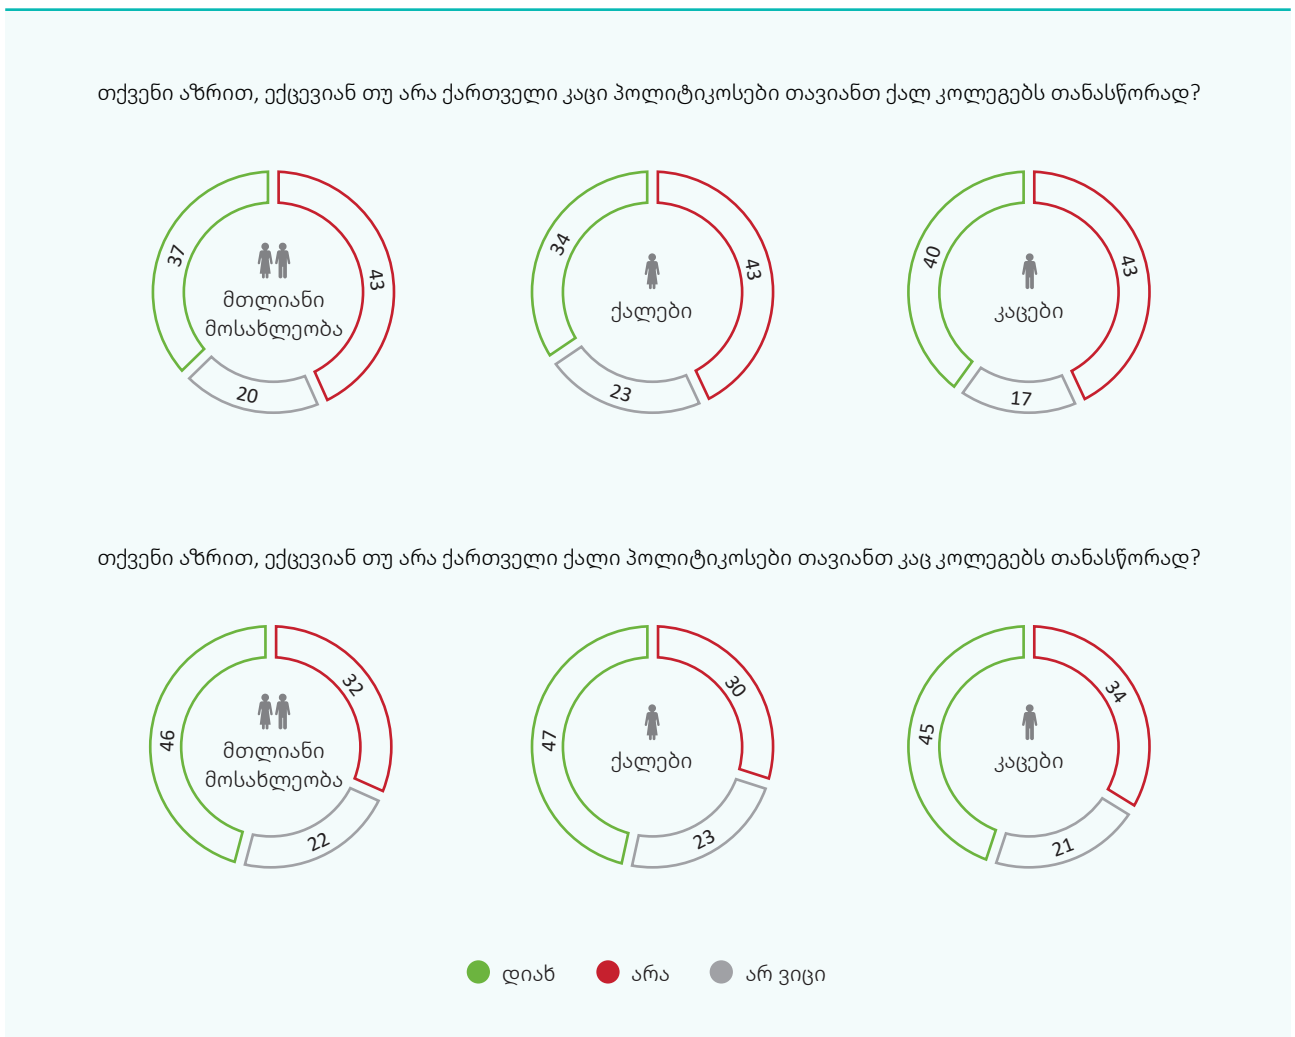 თქვენი აზრით, ექცევიან თუ არა ქართველი კაცი პოლიტიკოსები თავიანთ ქალ კოლეგებს თანასწორად?
37
43
20
მთლიანი
მოსახლეობა
34
43
23
ქალები
40
43
17
კაცები
თქვენი აზრით, ექცევიან თუ არა ქართველი ქალი პოლიტიკოსები თავიანთ კაც კოლეგებს თანასწორად?
46
32
22
მთლიანი
მოსახლეობა
47
30
23
ქალები
45
34
21
კაცები
დიახ
არა
არ ვიცი